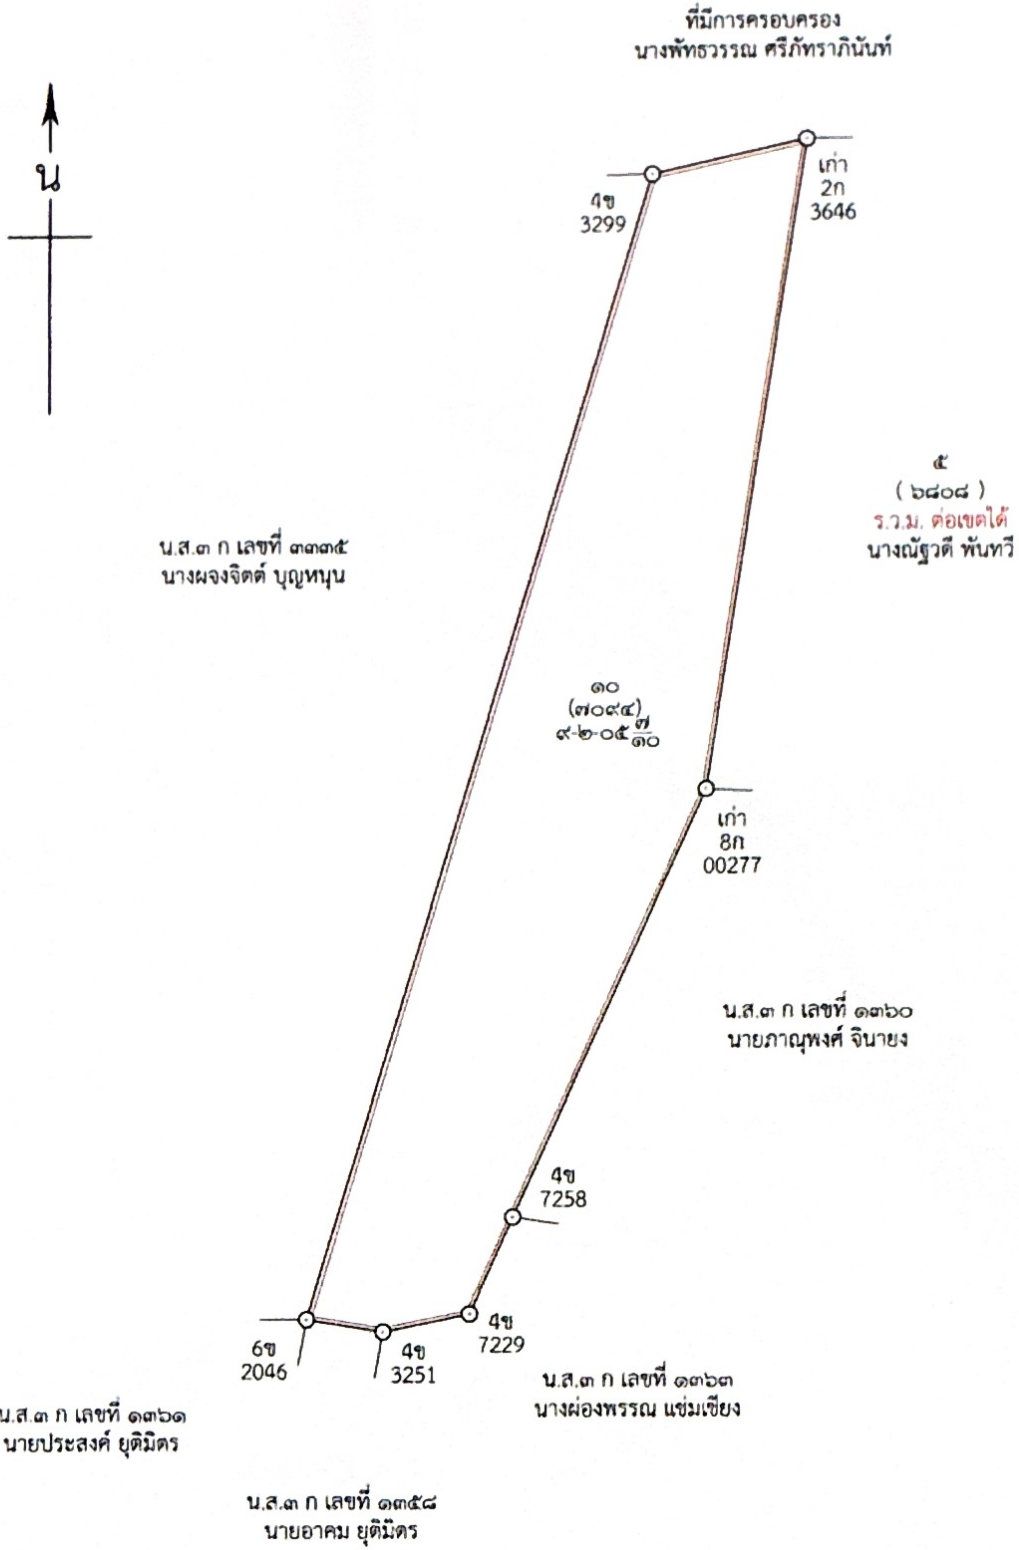 ที่มีการครอบครอง
นางพัทธวรรณ ศรีภัทราภินันท์
น
4ข
3299
เก่า
2ก
3646
๕
( ๖๘๐๘ )
ร.ว.ม. ต่อเขตได้
นางณัฐวดี พันทวี
น.ส.๓ ก เลขที่ ๓๓๓๕
นางผจงจิตต์ บุญหนุน
๑๐
(๗๐๙๔)
๙-๒-๐๕ ๗/๑๐
เก่า
8ก
00277
น.ส.๓ ก เลขที่ ๑๓๖๐
นายภาณุพงศ์ จินายง
4ข
7258
4ข
7229
6ข
2046
4ข
3251
น.ส.๓ ก เลขที่ ๑๓๖๓
นางผ่องพรรณ แช่มเชียง
น.ส.๓ ก เลขที่ ๑๓๖๑
นายประสงค์ ยุติมิตร
น.ส.๓ ก เลขที่ ๑๓๕๘
นายอาคม ยุติมิตร